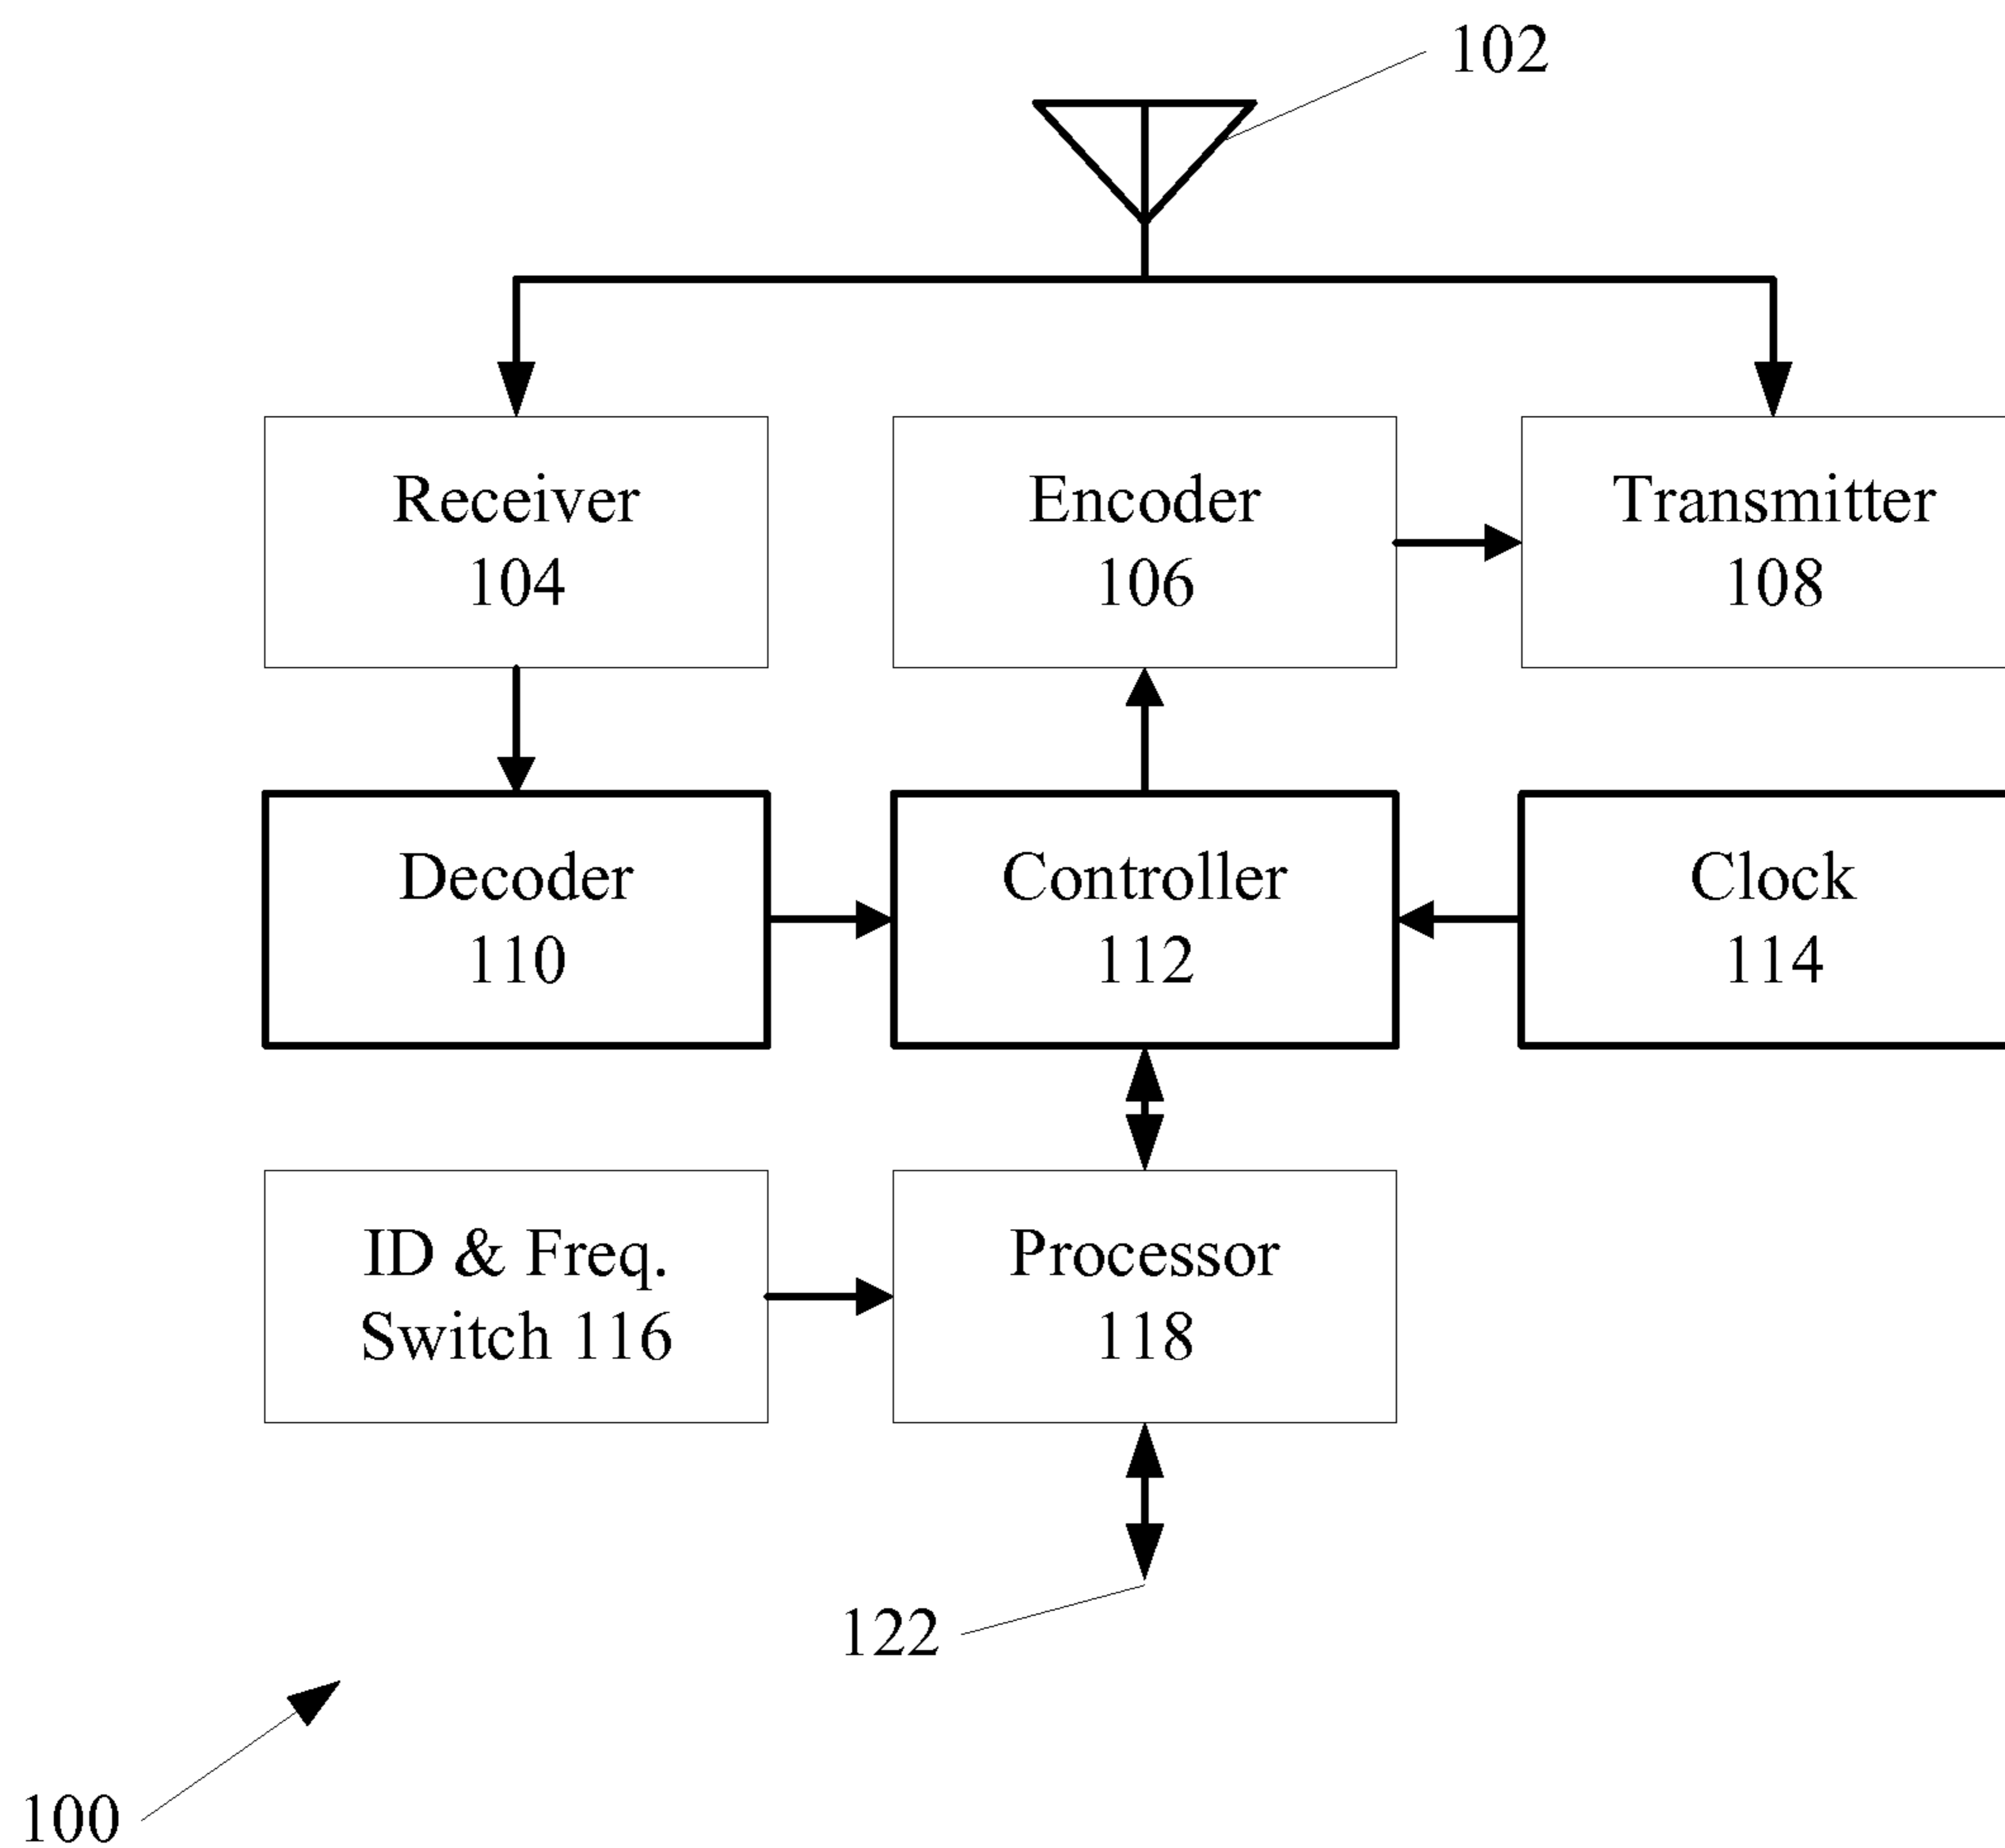 102
Receiver
104
Encoder
106
Transmitter
108
Decoder
110
Controller
112
Clock
114
ID & Freq.
Switch 116
Processor
118
122
100